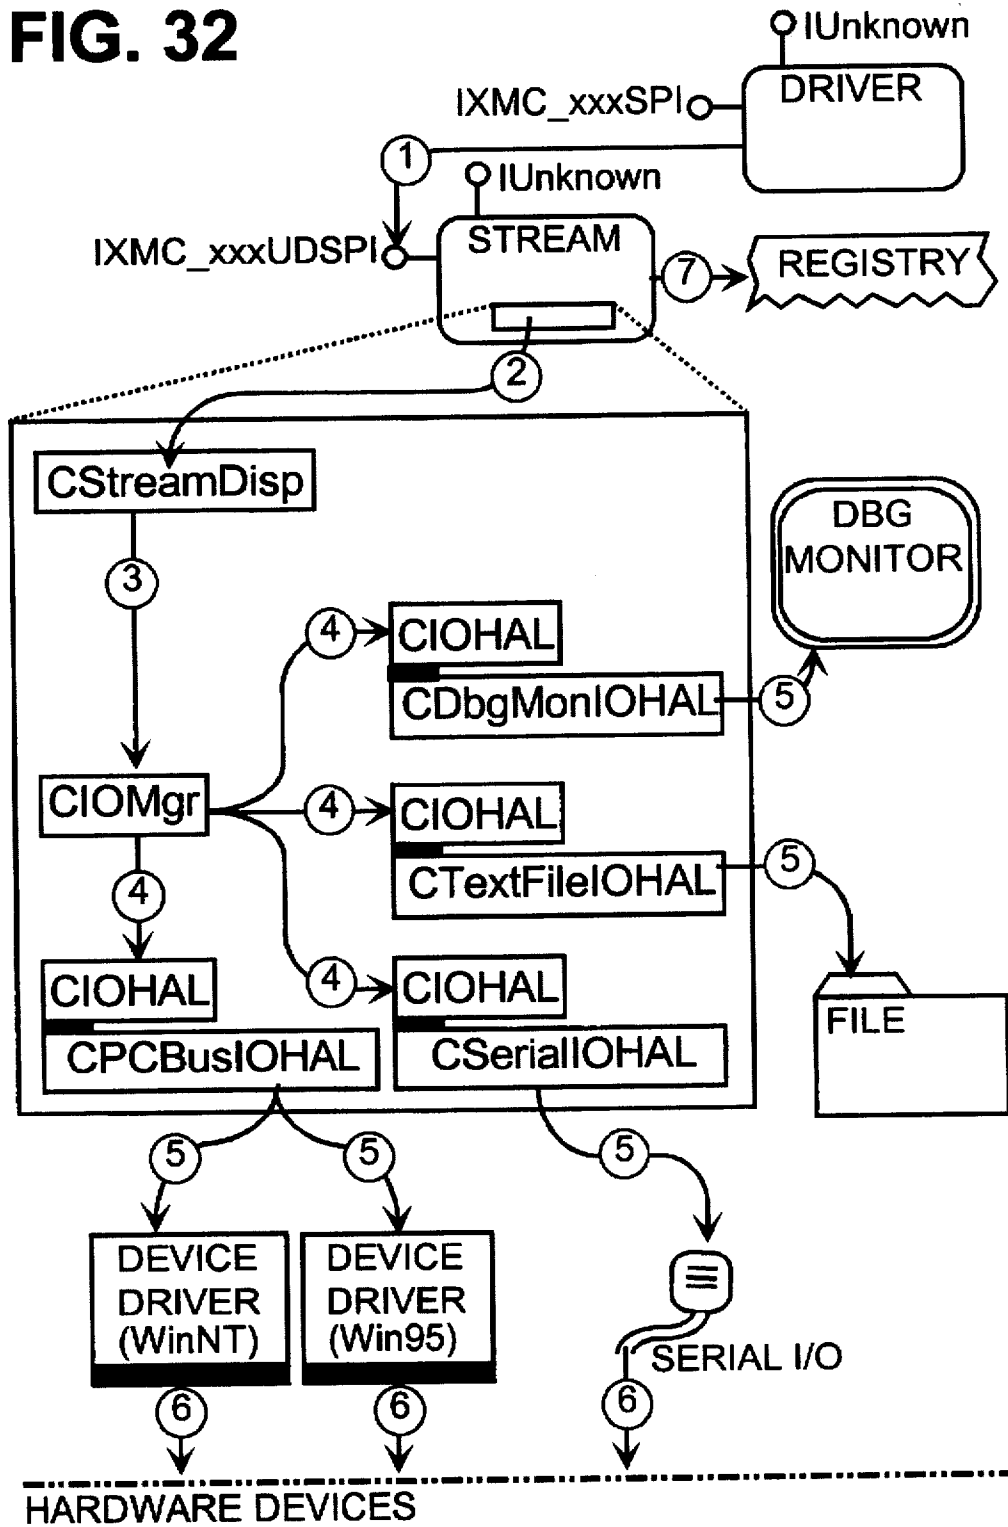 FIG. 32
IUnknown
DRIVER
IXMC_xxxSPI
1
IUnknown
IXMC_xxxUDSPI
STREAM
7
REGISTRY
2
CStreamDisp
DBG
MONITOR
3
4
CIOHAL
CDbgMonIOHAL
5
CIOMgr
4
CIOHAL
CTextFileIOHAL
5
4
CIOHAL
4
CIOHAL
FILE
CPCBusIOHAL
CSerialIOHAL
5
5
5
DEVICE
DRIVER
(WinNT)
DEVICE
DRIVER
(Win95)
SERIAL I/O
6
6
6
HARDWARE DEVICES